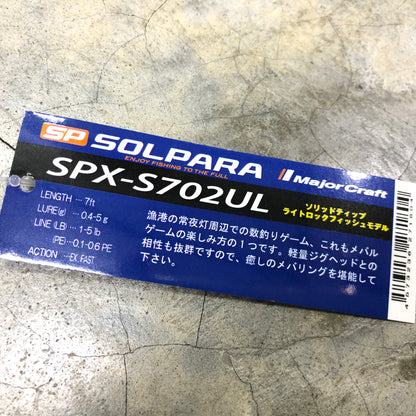 SP SOLPARA
ENJOY FISHING TO THE FULL
MajorCraft
SPX-S702UL
ソリッドティップ
ライトロックフィッシュモデル
LENGTH … 7ft
LURE(g) … 0.4-5g
LINE (LB) … 1-5 lb
(PE) … 0.1-0.6 PE
ACTION … EX. FAST
漁港の常夜灯周辺での数釣りゲーム、これもメバル
ゲームの楽しみ方の1つです。軽量ジグヘッドとの
相性も抜群ですので、癒しのメバリングを堪能して
下さい。